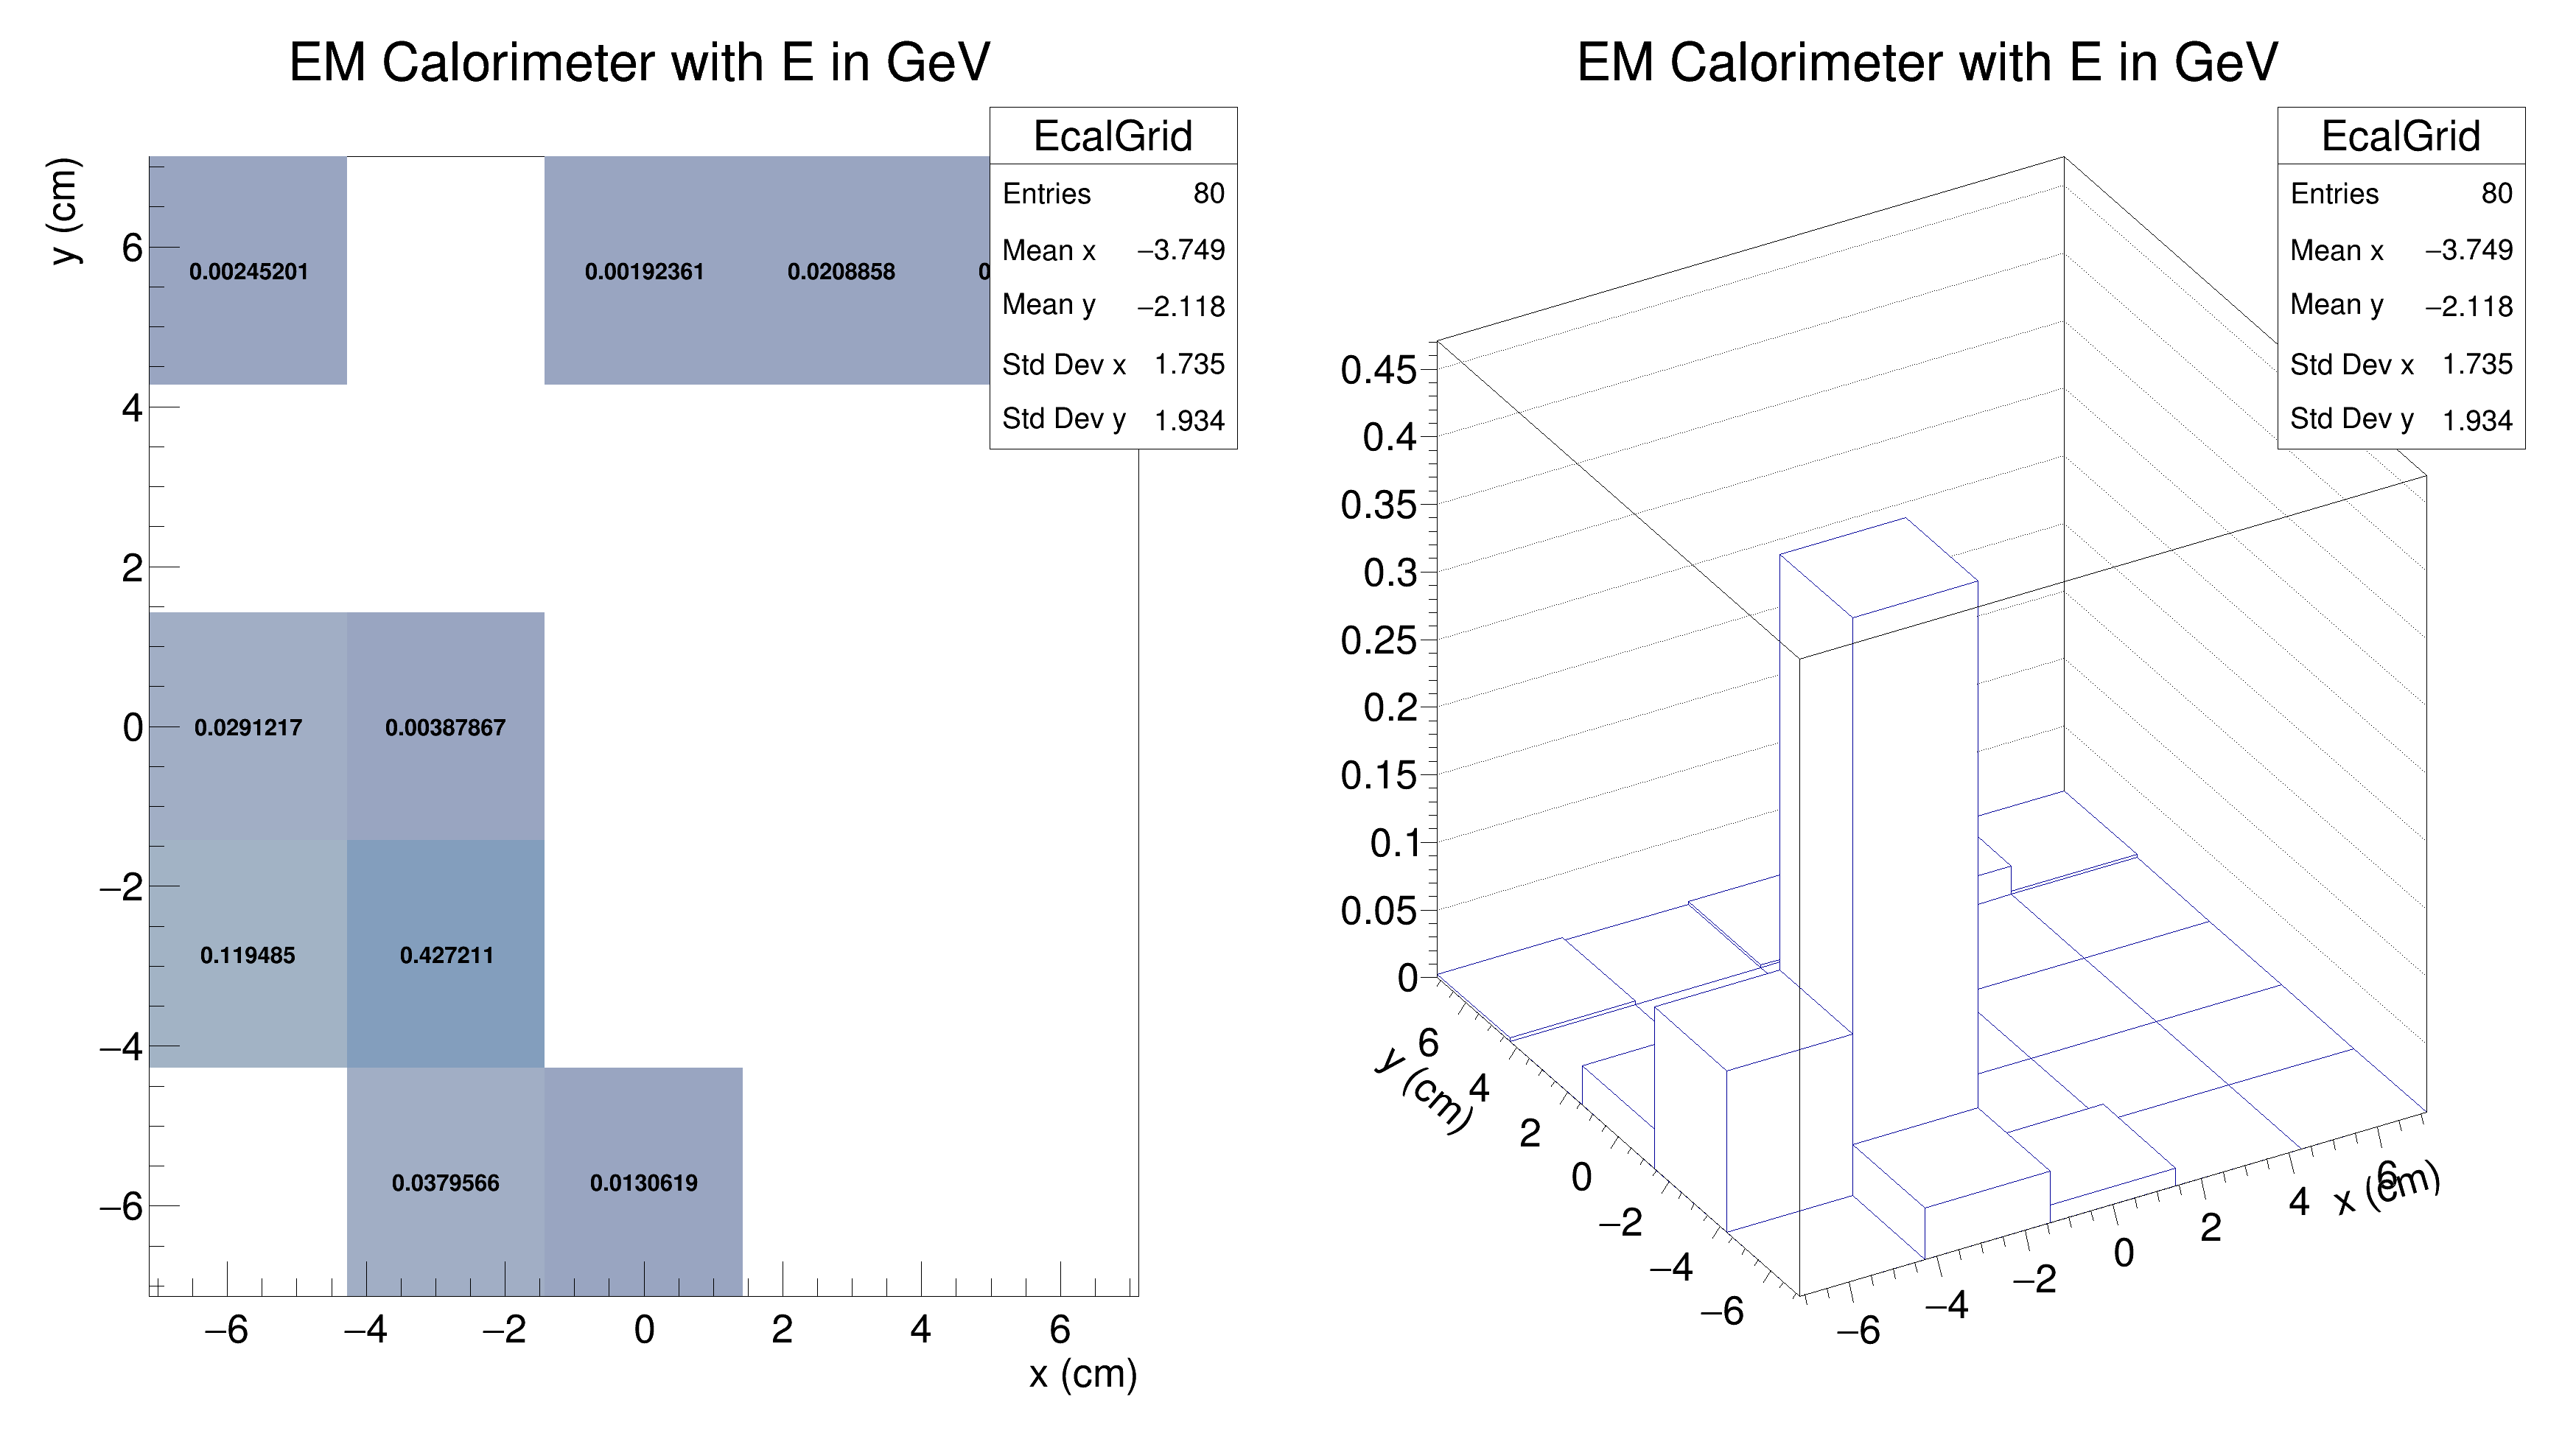 EM Calorimeter with E in GeV
EcalGrid
Entries 80
Mean x −3.749
Mean y −2.118
Std Dev x 1.735
Std Dev y 1.934
y (cm)
6
4
2
0
−2
−4
−6
0.00245201 0.00192361 0.0208858 0
0.0291217 0.00387867
0.119485 0.427211
0.0379566 0.0130619
−6 −4 −2 0 2 4 6
x (cm)
EM Calorimeter with E in GeV
EcalGrid
Entries 80
Mean x −3.749
Mean y −2.118
Std Dev x 1.735
Std Dev y 1.934
0.45
0.4
0.35
0.3
0.25
0.2
0.15
0.1
0.05
0
y (cm)
6
4
2
0
−2
−4
−6
−6 −4 −2 0 2 4 6
x (cm)